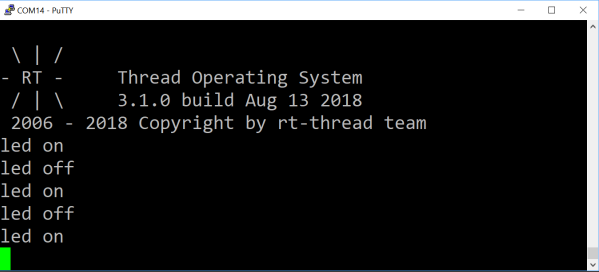 COM14 - PuTTY
\ | /
- RT -     Thread Operating System
/ | \     3.1.0 build Aug 13 2018
2006 - 2018 Copyright by rt-thread team
led on
led off
led on
led off
led on